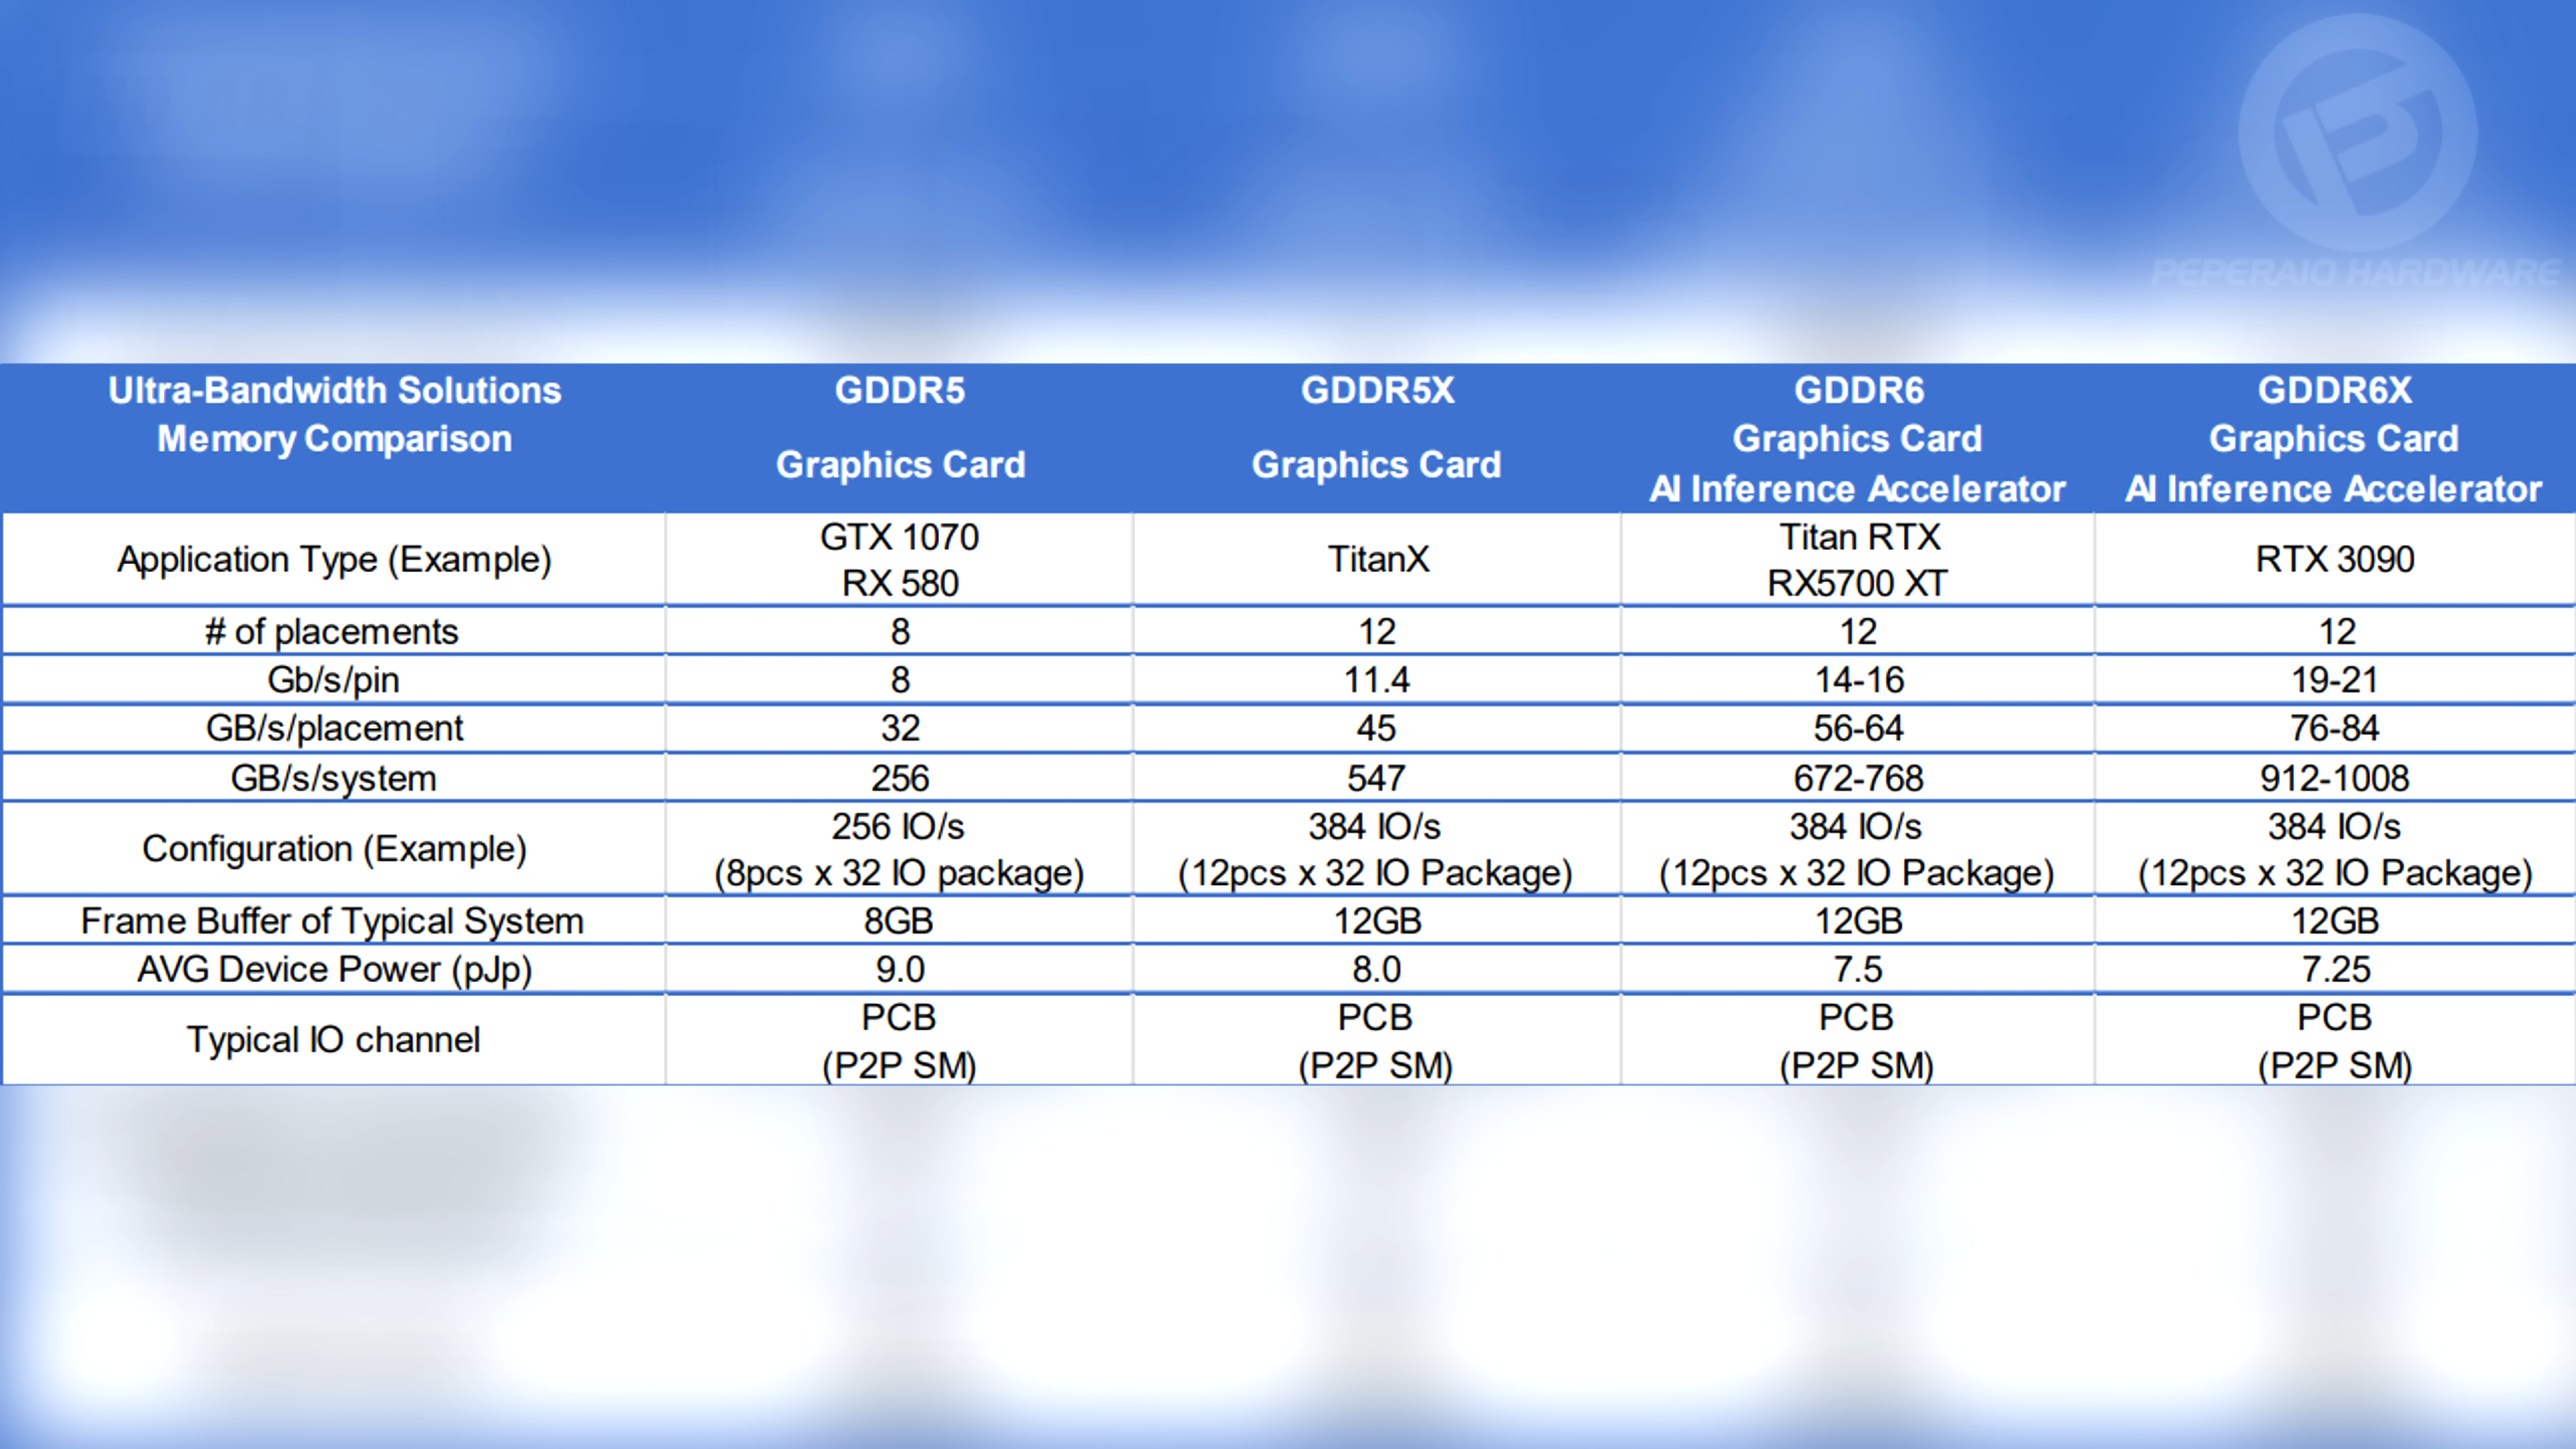 PEPERAIO HARDWARE
Ultra-Bandwidth Solutions
Memory Comparison
GDDR5
Graphics Card
GDDR5X
Graphics Card
GDDR6
Graphics Card
AI Inference Accelerator
GDDR6X
Graphics Card
AI Inference Accelerator
Application Type (Example)
GTX 1070
RX 580
TitanX
Titan RTX
RX5700 XT
RTX 3090
# of placements
8
12
12
12
Gb/s/pin
8
11.4
14-16
19-21
GB/s/placement
32
45
56-64
76-84
GB/s/system
256
547
672-768
912-1008
Configuration (Example)
256 IO/s
(8pcs x 32 IO package)
384 IO/s
(12pcs x 32 IO Package)
384 IO/s
(12pcs x 32 IO Package)
384 IO/s
(12pcs x 32 IO Package)
Frame Buffer of Typical System
8GB
12GB
12GB
12GB
AVG Device Power (pJp)
9.0
8.0
7.5
7.25
Typical IO channel
PCB
(P2P SM)
PCB
(P2P SM)
PCB
(P2P SM)
PCB
(P2P SM)